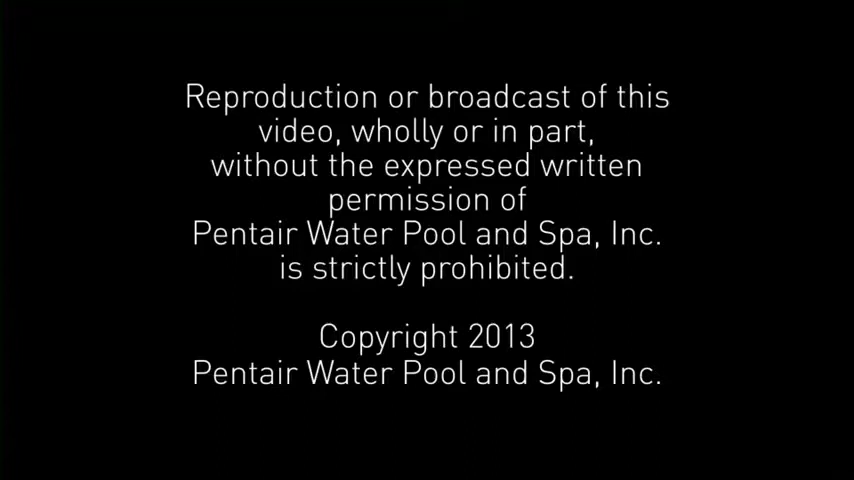 Reproduction or broadcast of this
video, wholly or in part,
without the expressed written
permission of
Pentair Water Pool and Spa, Inc.
is strictly prohibited.
Copyright 2013
Pentair Water Pool and Spa, Inc.